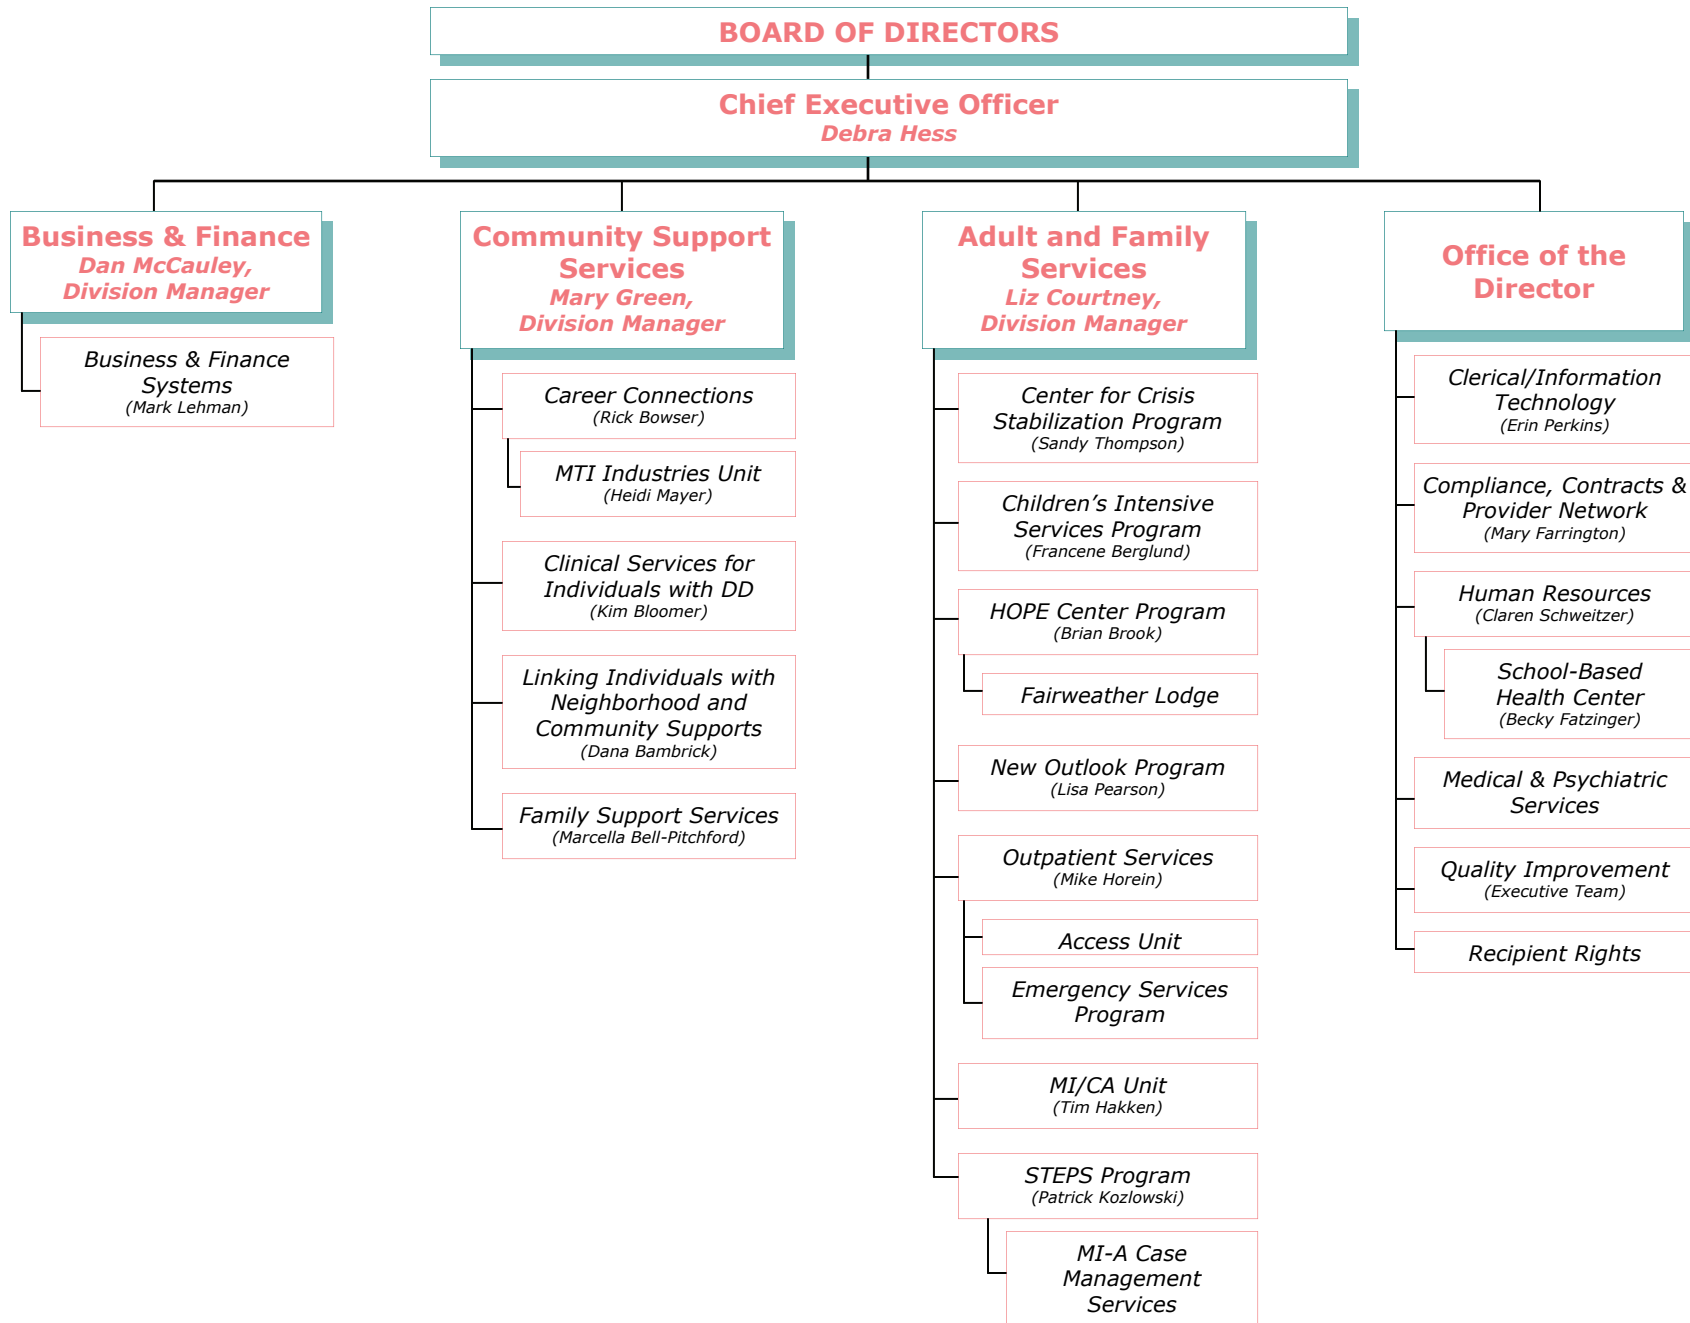 BOARD OF DIRECTORS
Chief Executive Officer
Debra Hess
Business & Finance
Dan McCauley,
Division Manager
Business & Finance
Systems
(Mark Lehman)
Community Support
Services
Mary Green,
Division Manager
Career Connections
(Rick Bowser)
MTI Industries Unit
(Heidi Mayer)
Clinical Services for
Individuals with DD
(Kim Bloomer)
Linking Individuals with
Neighborhood and
Community Supports
(Dana Bambrick)
Family Support Services
(Marcella Bell-Pitchford)
Adult and Family
Services
Liz Courtney,
Division Manager
Center for Crisis
Stabilization Program
(Sandy Thompson)
Children’s Intensive
Services Program
(Francene Berglund)
HOPE Center Program
(Brian Brook)
Fairweather Lodge
New Outlook Program
(Lisa Pearson)
Outpatient Services
(Mike Horein)
Access Unit
Emergency Services
Program
MI/CA Unit
(Tim Hakken)
STEPS Program
(Patrick Kozlowski)
MI-A Case
Management
Services
Office of the
Director
Clerical/Information
Technology
(Erin Perkins)
Compliance, Contracts &
Provider Network
(Mary Farrington)
Human Resources
(Claren Schweitzer)
School-Based
Health Center
(Becky Fatzinger)
Medical & Psychiatric
Services
Quality Improvement
(Executive Team)
Recipient Rights